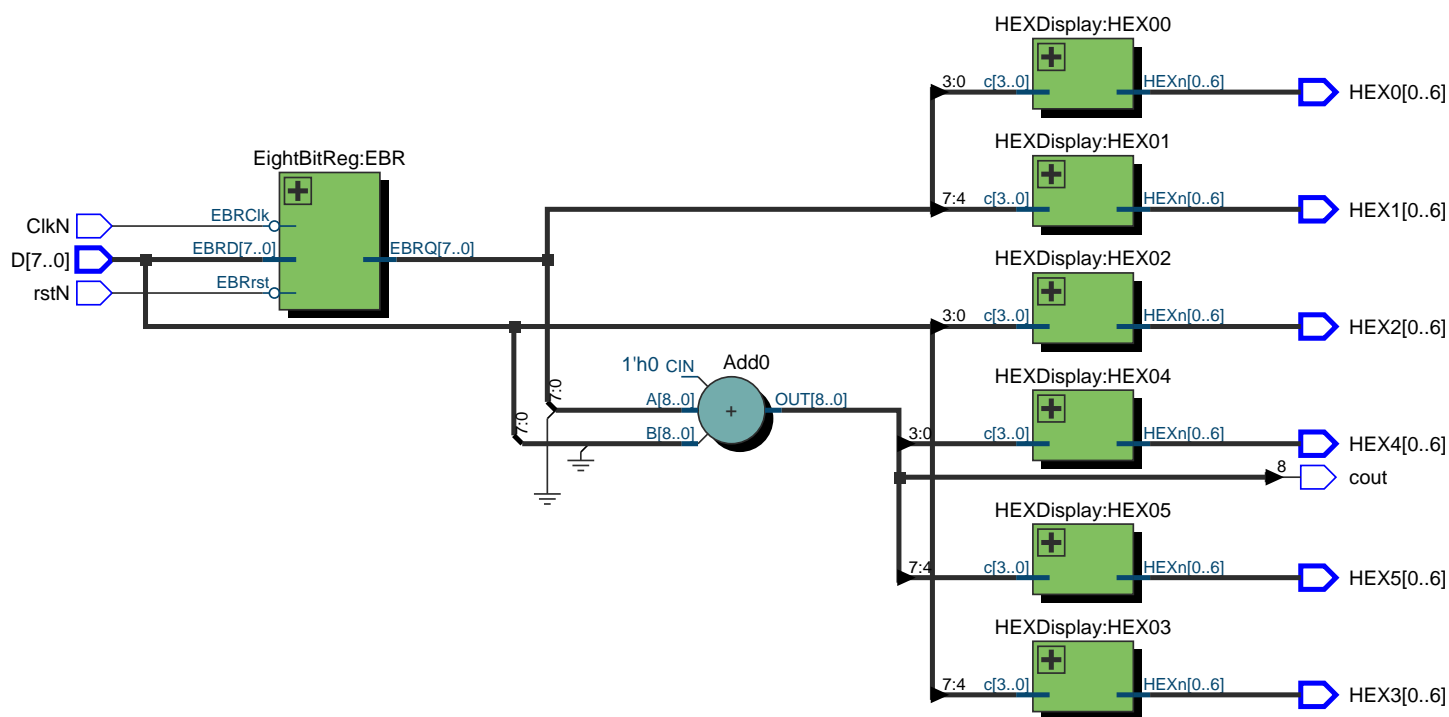 HEXDisplay:HEX00
3:0 c[3..0] HEXn[0..6] HEX0[0..6]
HEXDisplay:HEX01
7:4 c[3..0] HEXn[0..6] HEX1[0..6]
EightBitReg:EBR
ClkN EBRClk
D[7..0] EBRD[7..0] EBRQ[7..0]
rstN EBRrst
HEXDisplay:HEX02
3:0 c[3..0] HEXn[0..6] HEX2[0..6]
Add0
1'h0 CIN
7:0 A[8..0] OUT[8..0]
7:0 B[8..0]
+
HEXDisplay:HEX04
3:0 c[3..0] HEXn[0..6] HEX4[0..6]
8 cout
HEXDisplay:HEX05
7:4 c[3..0] HEXn[0..6] HEX5[0..6]
HEXDisplay:HEX03
7:4 c[3..0] HEXn[0..6] HEX3[0..6]